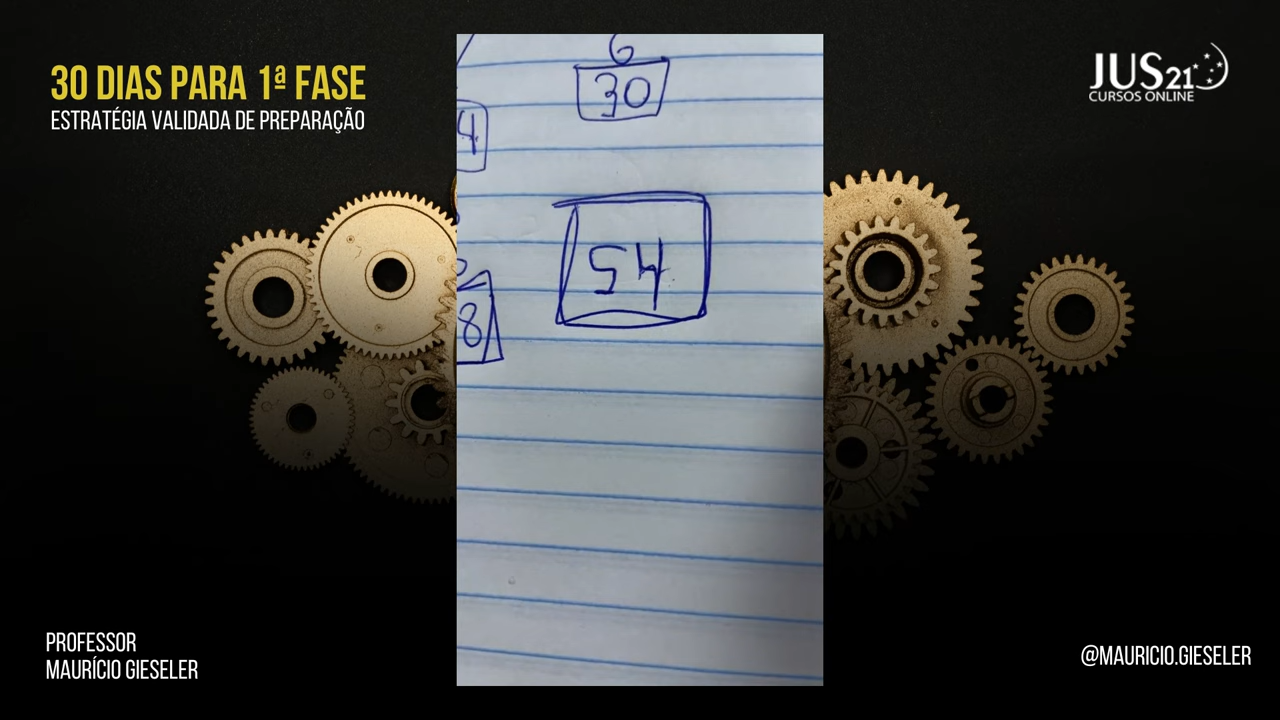 30 DIAS PARA 1ª FASE
ESTRATÉGIA VALIDADA DE PREPARAÇÃO
JUS21
CURSOS ONLINE
6
30
4
54
8
PROFESSOR
MAURÍCIO GIESELER
@MAURICIO.GIESELER